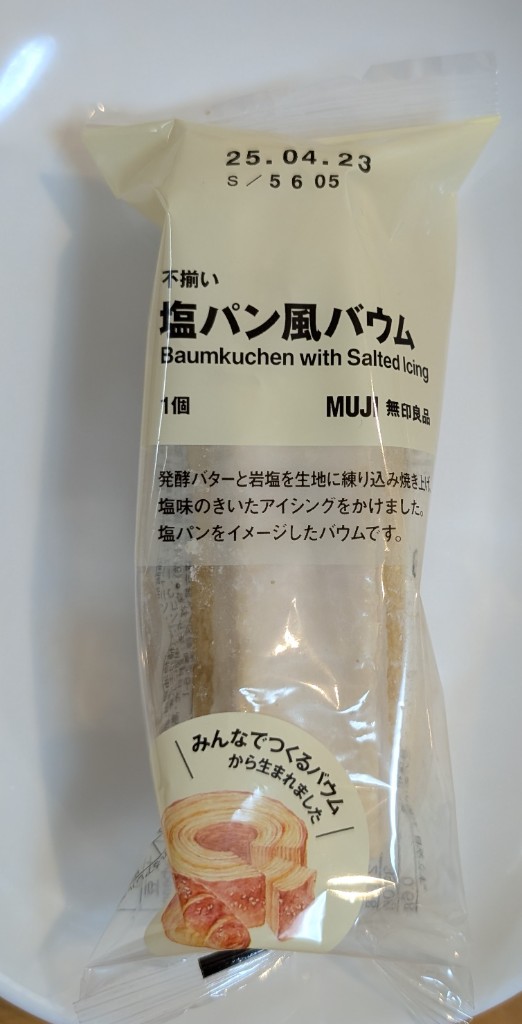 25.04.23
S/5605
不揃い
塩パン風バウム
Baumkuchen with Salted Icing
1個
MUJI 無印良品
発酵バターと岩塩を生地に練り込み焼き上げ、
塩味のきいたアイシングをかけました。
塩パンをイメージしたバウムです。
みんなでつくるバウム
から生まれました